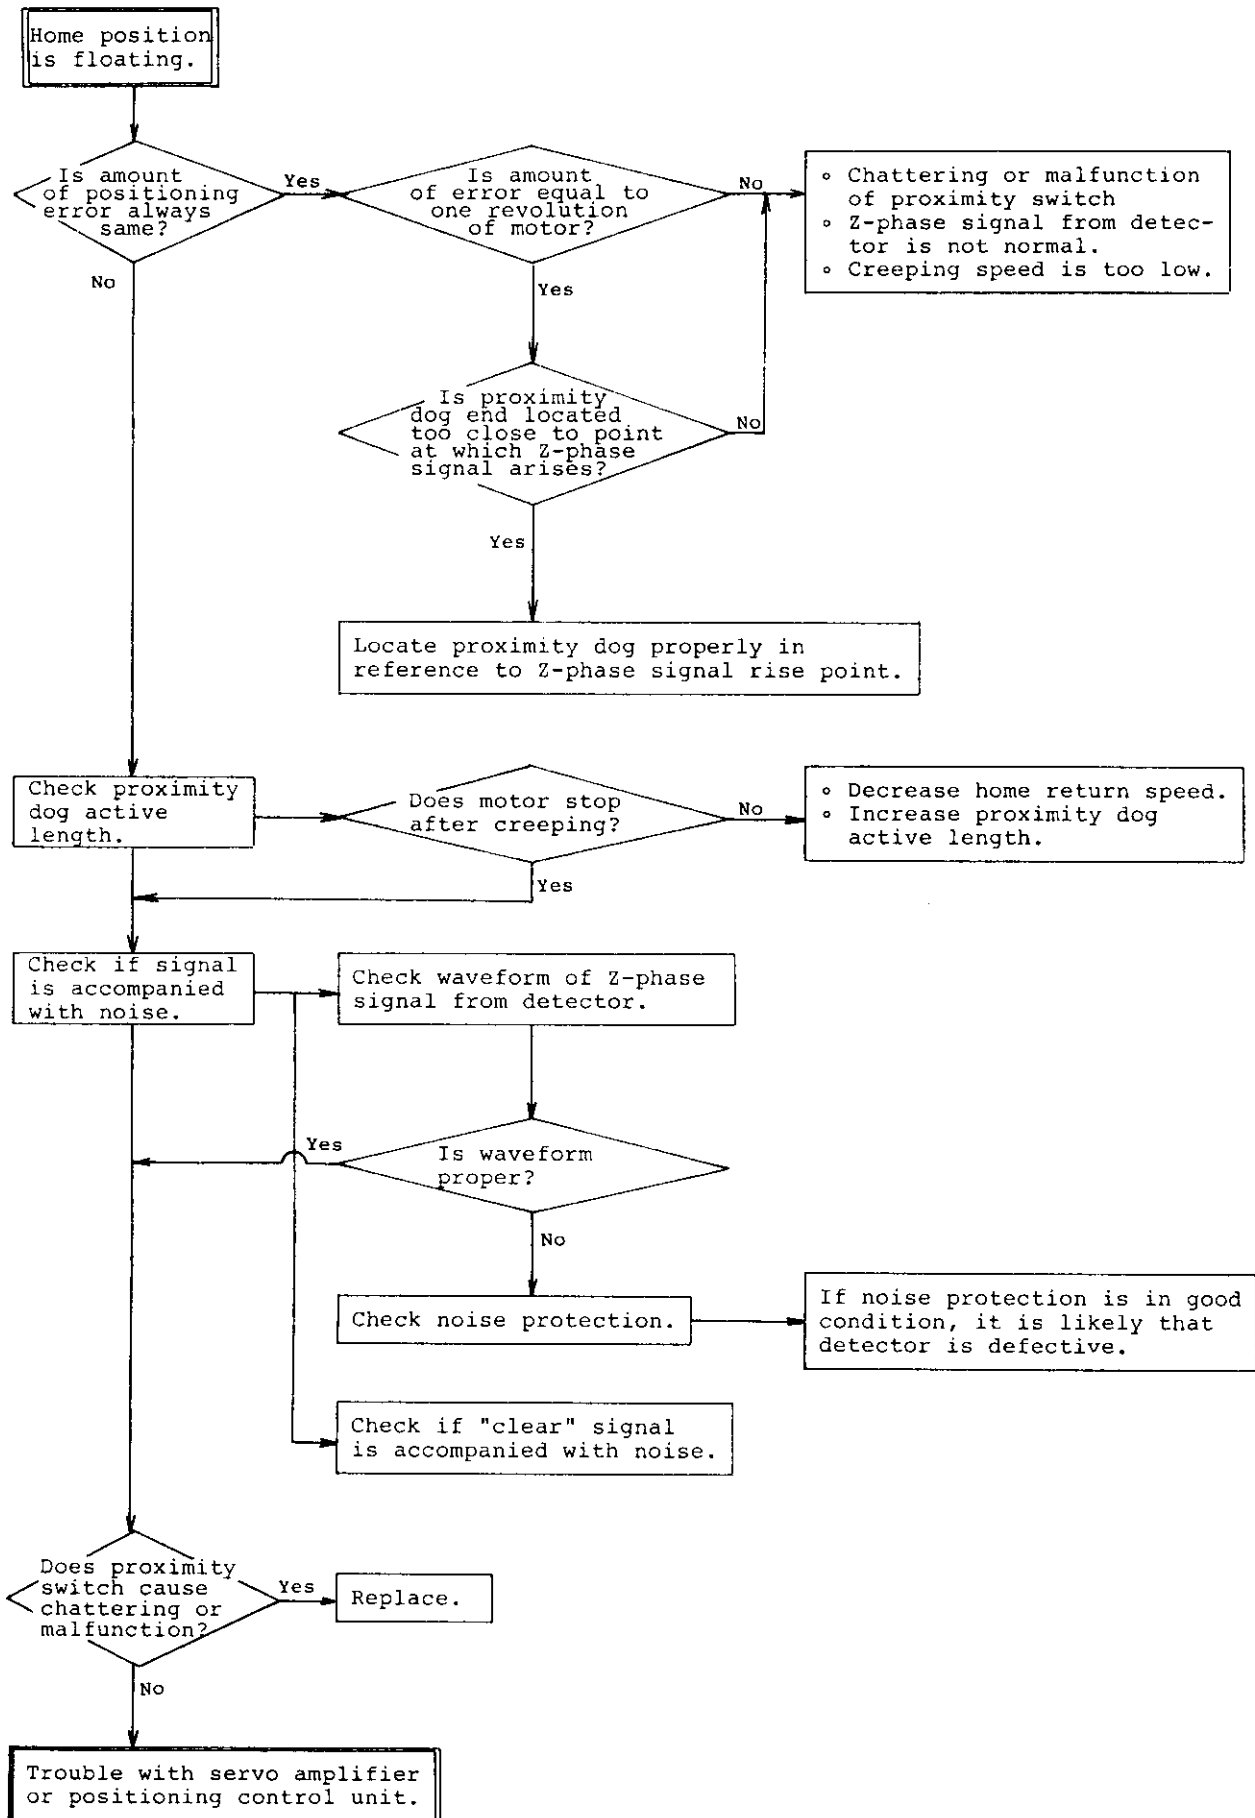 Home position
is floating.
Is amount
of positioning
error always
same?
Yes
Is amount
of error equal to
one revolution
of motor?
No
◦ Chattering or malfunction
of proximity switch
◦ Z-phase signal from detec-
tor is not normal.
◦ Creeping speed is too low.
No
Yes
Is proximity
dog end located
too close to point
at which Z-phase
signal arises?
No
Yes
Locate proximity dog properly in
reference to Z-phase signal rise point.
Check proximity
dog active
length.
Does motor stop
after creeping?
No
◦ Decrease home return speed.
◦ Increase proximity dog
active length.
Yes
Check if signal
is accompanied
with noise.
Check waveform of Z-phase
signal from detector.
Yes
Is waveform
proper?
No
Check noise protection.
If noise protection is in good
condition, it is likely that
detector is defective.
Check if "clear" signal
is accompanied with noise.
Does proximity
switch cause
chattering or
malfunction?
Yes
Replace.
No
Trouble with servo amplifier
or positioning control unit.